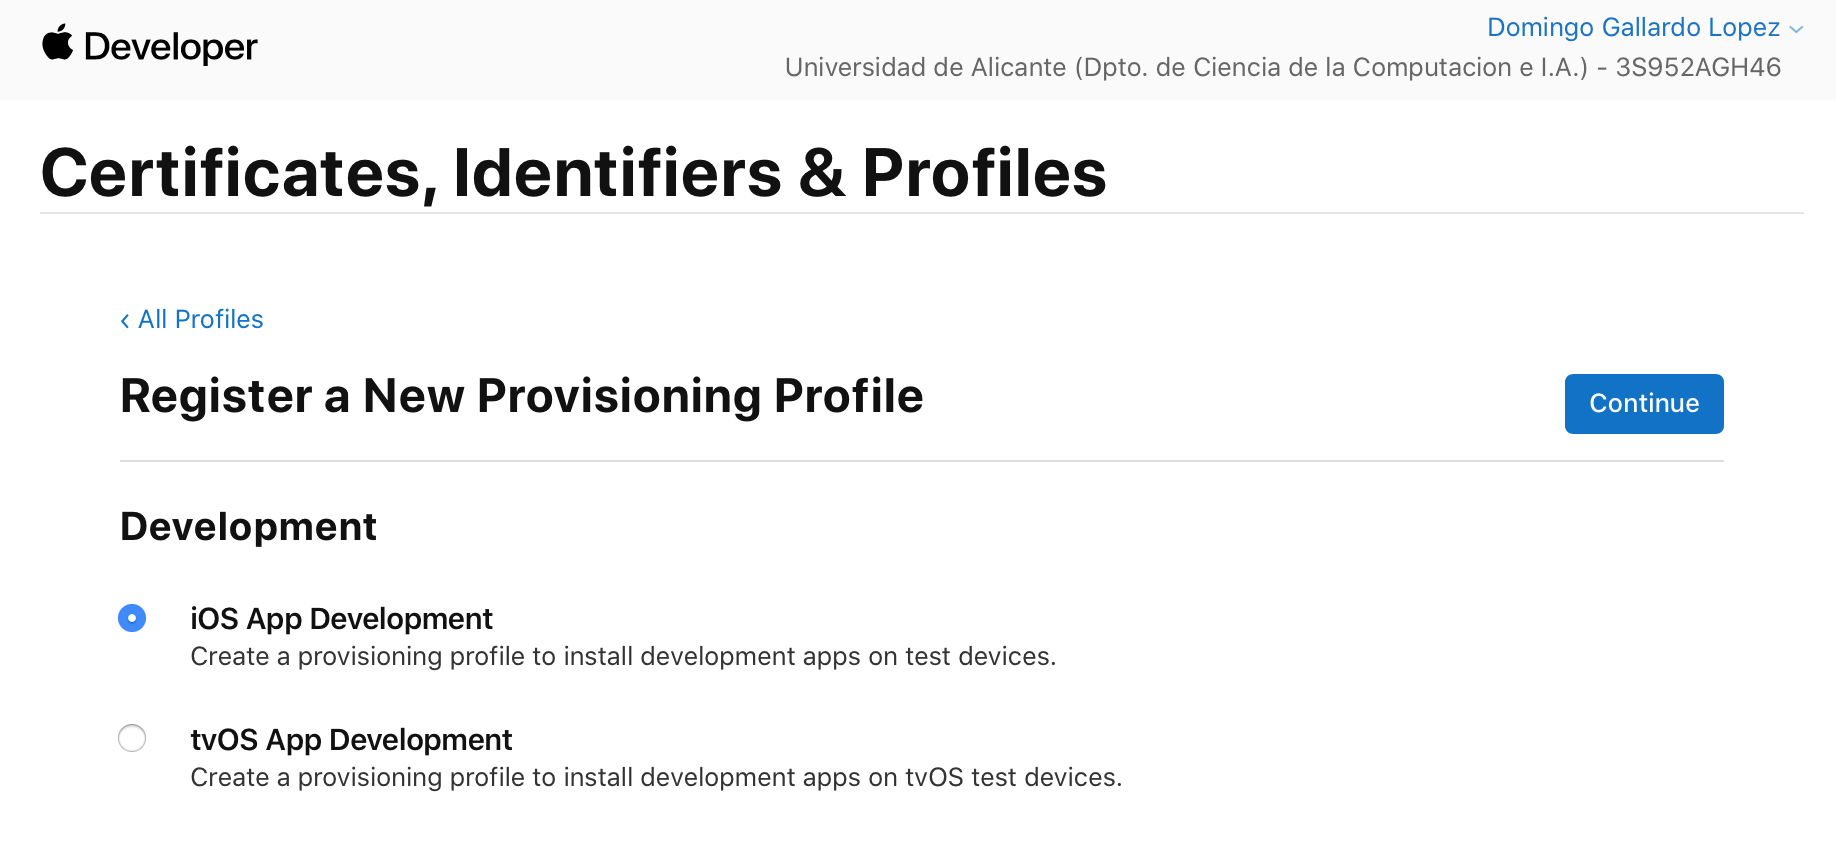 Developer
Domingo Gallardo Lopez
Universidad de Alicante (Dpto. de Ciencia de la Computacion e I.A.) - 3S952AGH46
Certificates, Identifiers & Profiles
‹ All Profiles
Register a New Provisioning Profile
Continue
Development
iOS App Development
Create a provisioning profile to install development apps on test devices.
tvOS App Development
Create a provisioning profile to install development apps on tvOS test devices.